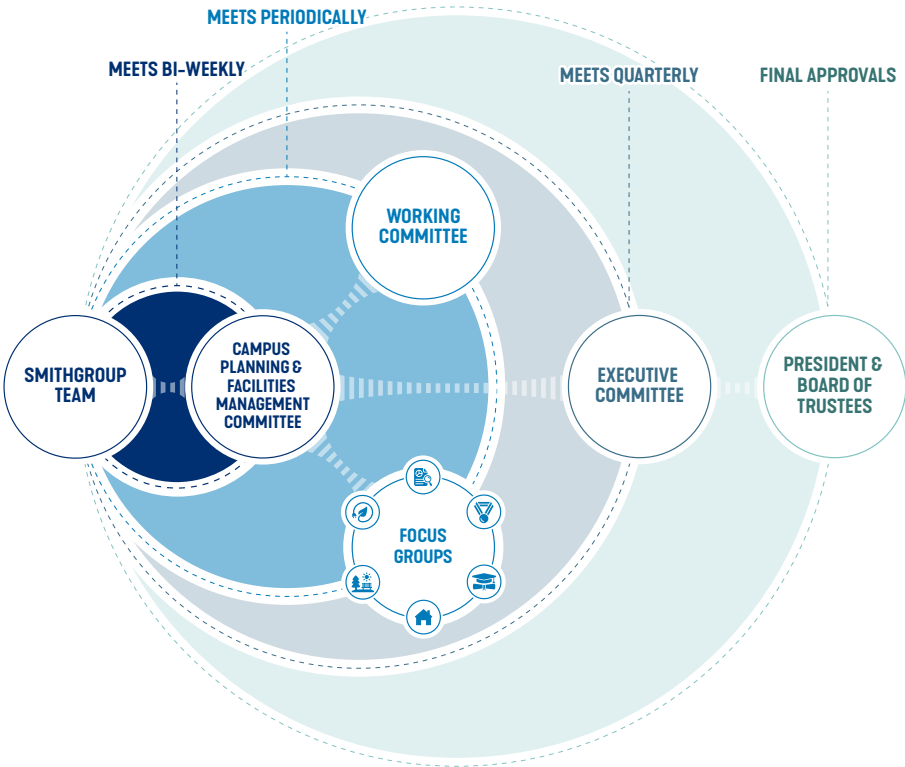 MEETS PERIODICALLY
MEETS BI-WEEKLY
MEETS QUARTERLY
FINAL APPROVALS
WORKING
COMMITTEE
SMITHGROUP
TEAM
CAMPUS
PLANNING &
FACILITIES
MANAGEMENT
COMMITTEE
EXECUTIVE
COMMITTEE
PRESIDENT &
BOARD OF
TRUSTEES
FOCUS
GROUPS